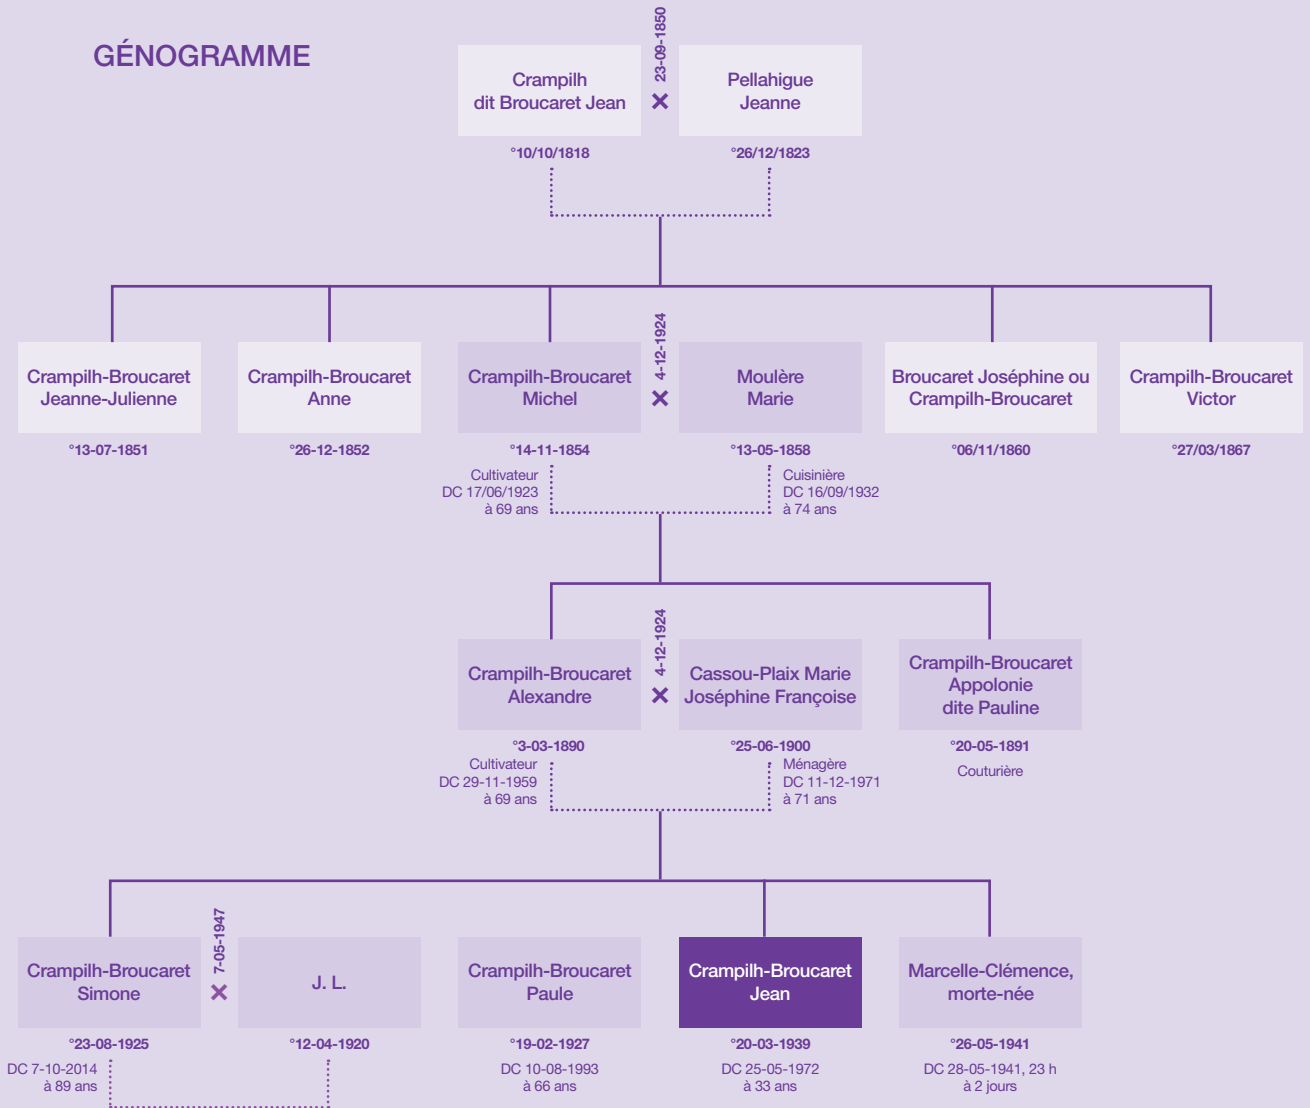 GÉNOGRAMME
Crampilh
dit Broucaret Jean
23-09-1850
×
Pellahigue
Jeanne
°10/10/1818
°26/12/1823
Crampilh-Broucaret
Jeanne-Julienne
°13-07-1851
Crampilh-Broucaret
Anne
°26-12-1852
Crampilh-Broucaret
Michel
°14-11-1854
Cultivateur
DC 17/06/1923
à 69 ans
4-12-1924
×
Moulère
Marie
°13-05-1858
Cuisinière
DC 16/09/1932
à 74 ans
Broucaret Joséphine ou
Crampilh-Broucaret
°06/11/1860
Crampilh-Broucaret
Victor
°27/03/1867
Crampilh-Broucaret
Alexandre
°3-03-1890
Cultivateur
DC 29-11-1959
à 69 ans
4-12-1924
×
Cassou-Plaix Marie
Joséphine Françoise
°25-06-1900
Ménagère
DC 11-12-1971
à 71 ans
Crampilh-Broucaret
Appolonie
dite Pauline
°20-05-1891
Couturière
Crampilh-Broucaret
Simone
°23-08-1925
DC 7-10-2014
à 89 ans
7-05-1947
×
J. L.
°12-04-1920
Crampilh-Broucaret
Paule
°19-02-1927
DC 10-08-1993
à 66 ans
Crampilh-Broucaret
Jean
°20-03-1939
DC 25-05-1972
à 33 ans
Marcelle-Clémence,
morte-née
°26-05-1941
DC 28-05-1941, 23 h
à 2 jours